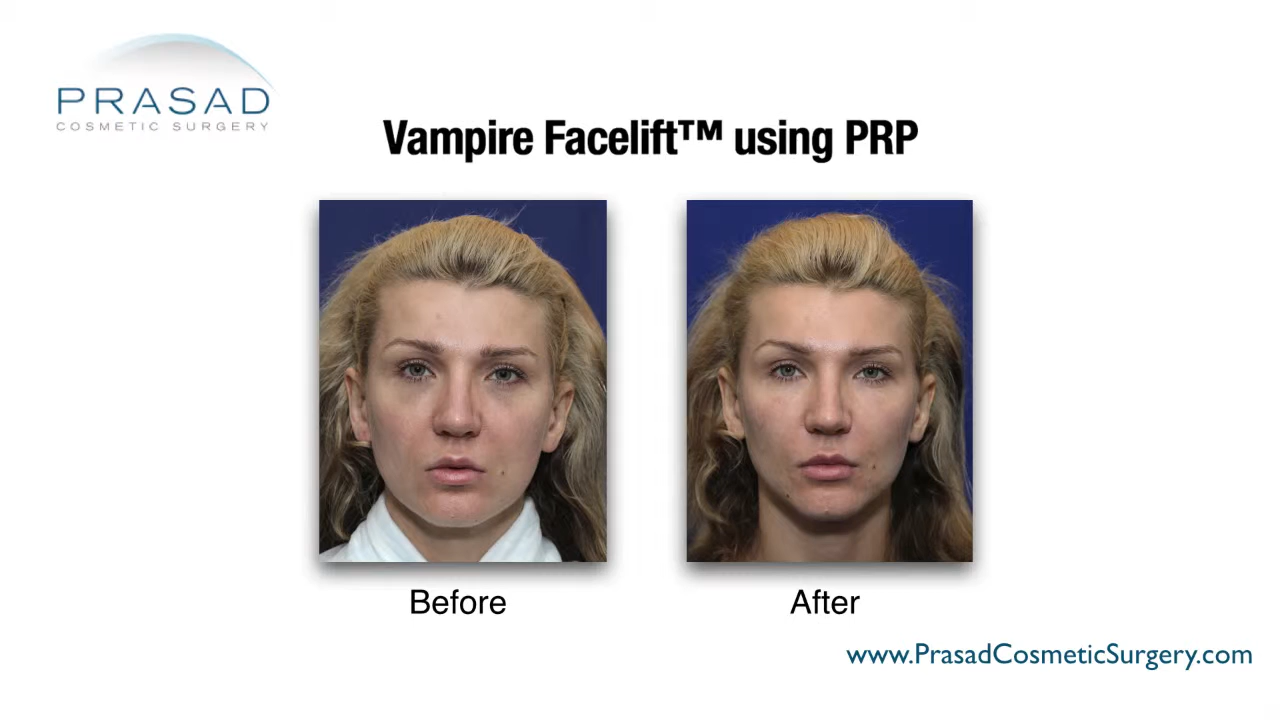 PRASAD
COSMETIC SURGERY
Vampire Facelift™ using PRP
Before
After
www.PrasadCosmeticSurgery.com